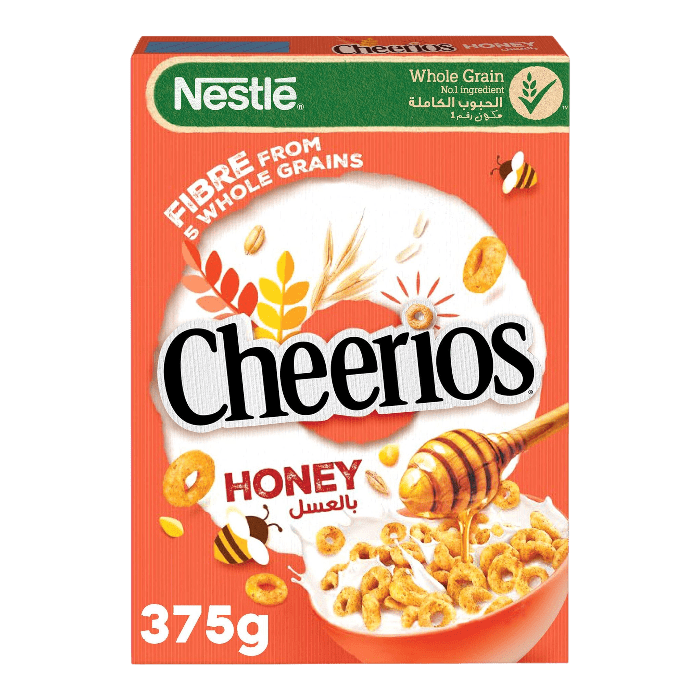 Cheerios HONEY
Nestlé®
Whole Grain
No.1 ingredient
الحبوب الكاملة
مكون رقم 1
TM
FIBRE FROM
5 WHOLE GRAINS
Cheerios
HONEY
بالعسل
375g